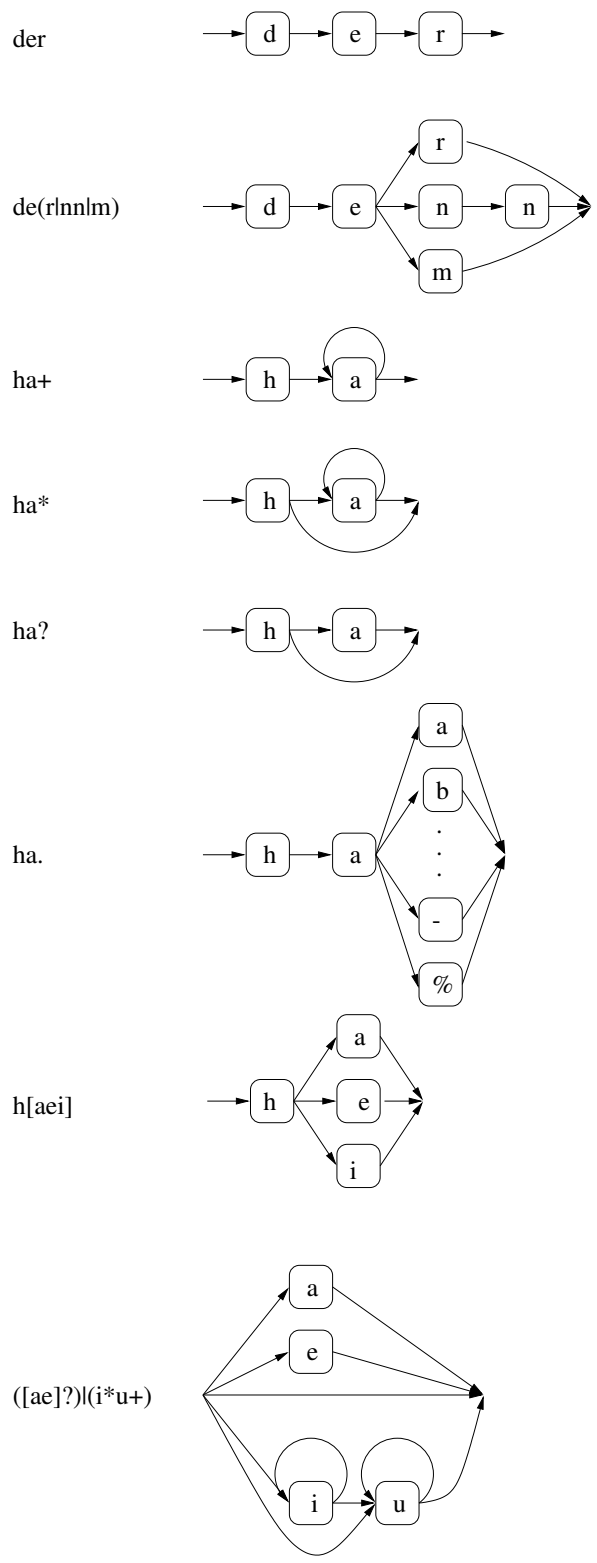 der d e r
r
de(r|nn|m) d e n n
m
ha+ h a
ha* h a
ha? h a
a
b
.
ha. h a .
.
-
%
a
h[aei] h e
i
a
e
([ae]?)|(i*u+)
i u